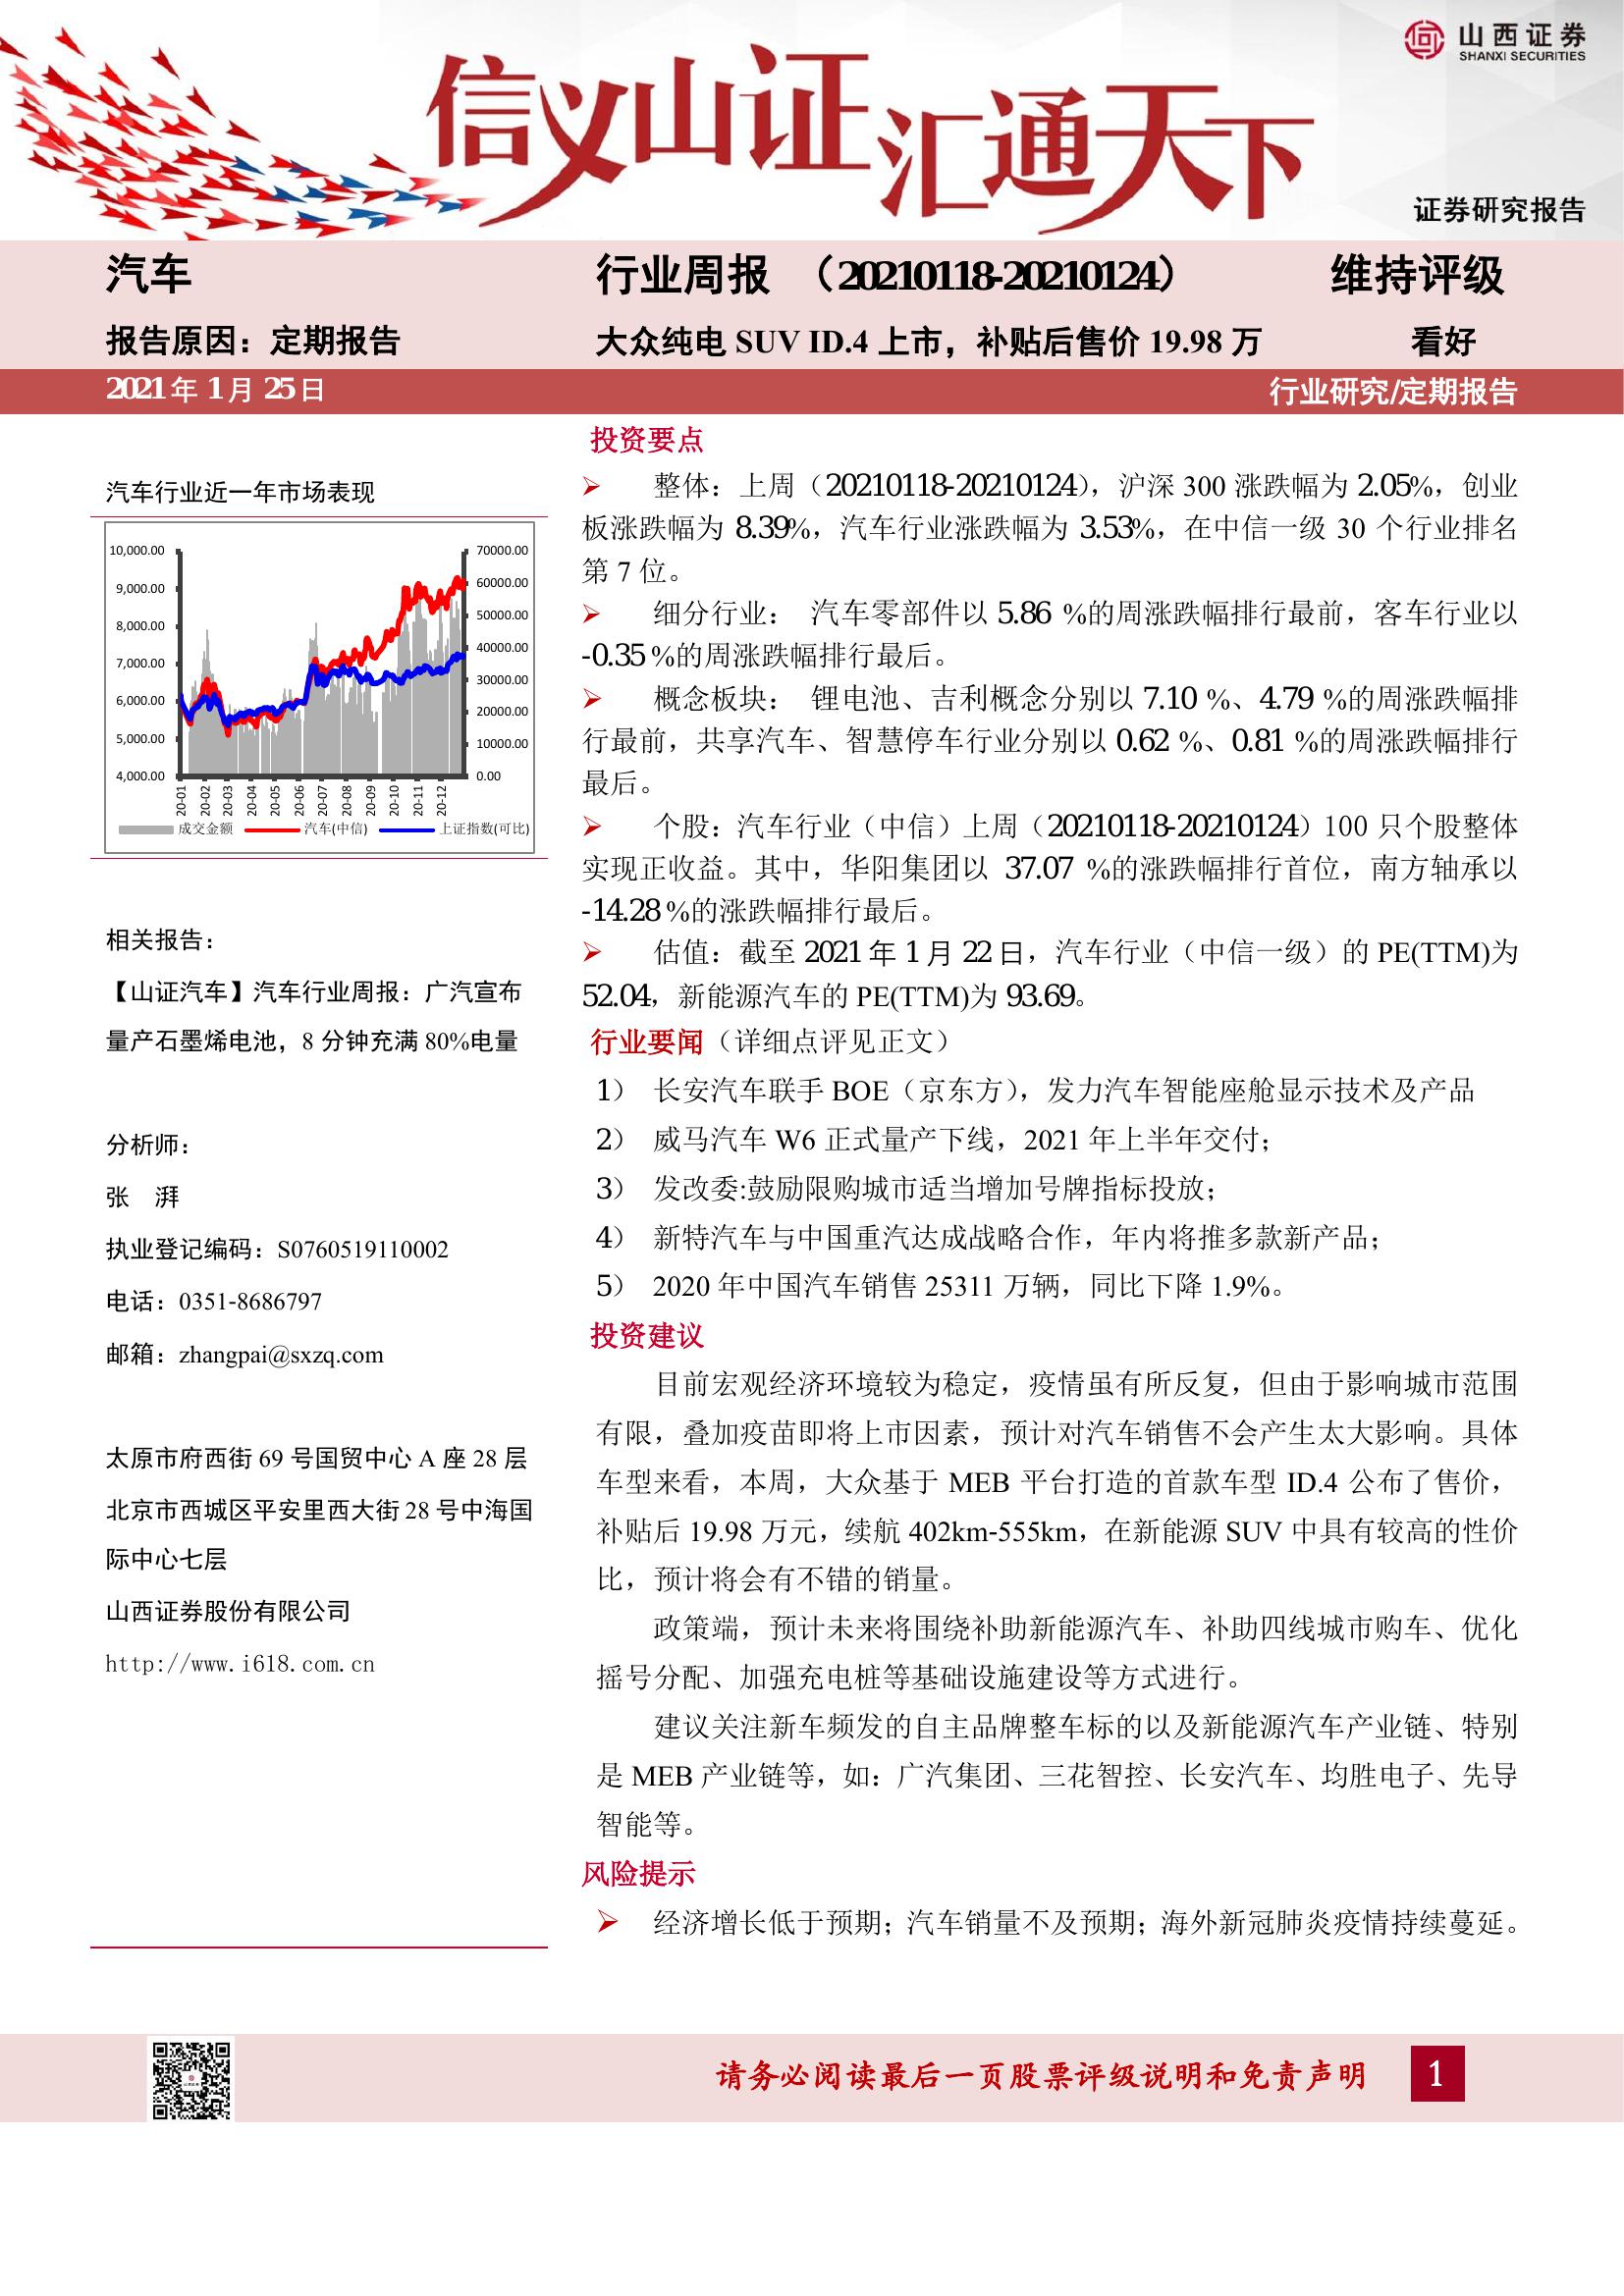 山西证券
SHANXI SECURITIES
信义山证汇通天下
证券研究报告
汽车
行业周报 （20210118-20210124）
维持评级
报告原因：定期报告
大众纯电 SUV ID.4 上市，补贴后售价 19.98 万
看好
2021 年 1 月 25 日
行业研究/定期报告
汽车行业近一年市场表现
10,000.00
9,000.00
8,000.00
7,000.00
6,000.00
5,000.00
4,000.00
70000.00
60000.00
50000.00
40000.00
30000.00
20000.00
10000.00
0.00
20-01
20-02
20-03
20-04
20-05
20-06
20-07
20-08
20-09
20-10
20-11
20-12
成交金额 汽车(中信) 上证指数(可比)
相关报告：
【山证汽车】汽车行业周报：广汽宣布
量产石墨烯电池，8 分钟充满 80%电量
分析师：
张　湃
执业登记编码：S0760519110002
电话：0351-8686797
邮箱：zhangpai@sxzq.com
太原市府西街 69 号国贸中心 A 座 28 层
北京市西城区平安里西大街 28 号中海国
际中心七层
山西证券股份有限公司
http://www.i618.com.cn
投资要点
整体：上周（20210118-20210124），沪深 300 涨跌幅为 2.05%，创业
板涨跌幅为 8.39%，汽车行业涨跌幅为 3.53%，在中信一级 30 个行业排名
第 7 位。
细分行业： 汽车零部件以 5.86 %的周涨跌幅排行最前，客车行业以
-0.35 %的周涨跌幅排行最后。
概念板块： 锂电池、吉利概念分别以 7.10 %、4.79 %的周涨跌幅排
行最前，共享汽车、智慧停车行业分别以 0.62 %、0.81 %的周涨跌幅排行
最后。
个股：汽车行业（中信）上周（20210118-20210124）100 只个股整体
实现正收益。其中，华阳集团以 37.07 %的涨跌幅排行首位，南方轴承以
-14.28 %的涨跌幅排行最后。
估值：截至 2021 年 1 月 22 日，汽车行业（中信一级）的 PE(TTM)为
52.04，新能源汽车的 PE(TTM)为 93.69。
行业要闻（详细点评见正文）
1） 长安汽车联手 BOE（京东方），发力汽车智能座舱显示技术及产品
2） 威马汽车 W6 正式量产下线，2021 年上半年交付；
3） 发改委:鼓励限购城市适当增加号牌指标投放；
4） 新特汽车与中国重汽达成战略合作，年内将推多款新产品；
5） 2020 年中国汽车销售 25311 万辆，同比下降 1.9%。
投资建议
目前宏观经济环境较为稳定，疫情虽有所反复，但由于影响城市范围
有限，叠加疫苗即将上市因素，预计对汽车销售不会产生太大影响。具体
车型来看，本周，大众基于 MEB 平台打造的首款车型 ID.4 公布了售价，
补贴后 19.98 万元，续航 402km-555km，在新能源 SUV 中具有较高的性价
比，预计将会有不错的销量。
政策端，预计未来将围绕补助新能源汽车、补助四线城市购车、优化
摇号分配、加强充电桩等基础设施建设等方式进行。
建议关注新车频发的自主品牌整车标的以及新能源汽车产业链、特别
是 MEB 产业链等，如：广汽集团、三花智控、长安汽车、均胜电子、先导
智能等。
风险提示
经济增长低于预期；汽车销量不及预期；海外新冠肺炎疫情持续蔓延。
请务必阅读最后一页股票评级说明和免责声明
1